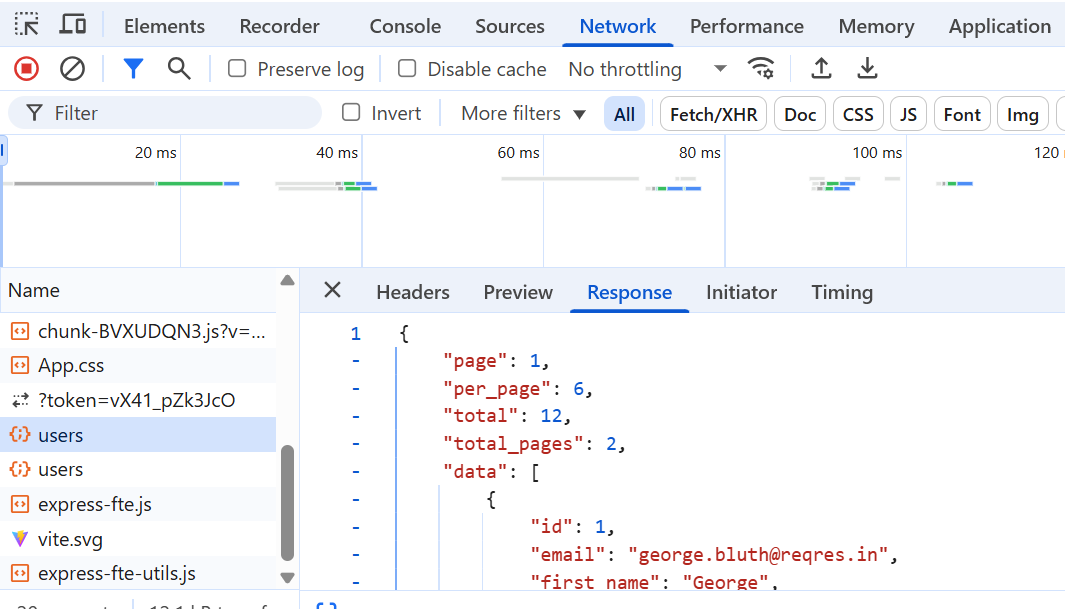 Elements Recorder Console Sources Network Performance Memory Application
Preserve log Disable cache No throttling
Filter Invert More filters All Fetch/XHR Doc CSS JS Font Img
20 ms 40 ms 60 ms 80 ms 100 ms 120
Name
Headers Preview Response Initiator Timing
chunk-BVXUDQN3.js?v=...
App.css
?token=vX41_pZk3JcO
users
users
express-fte.js
vite.svg
express-fte-utils.js
1 {
- "page": 1,
- "per_page": 6,
- "total": 12,
- "total_pages": 2,
- "data": [
- {
- "id": 1,
- "email": "george.bluth@reqres.in",
- "first_name": "George",